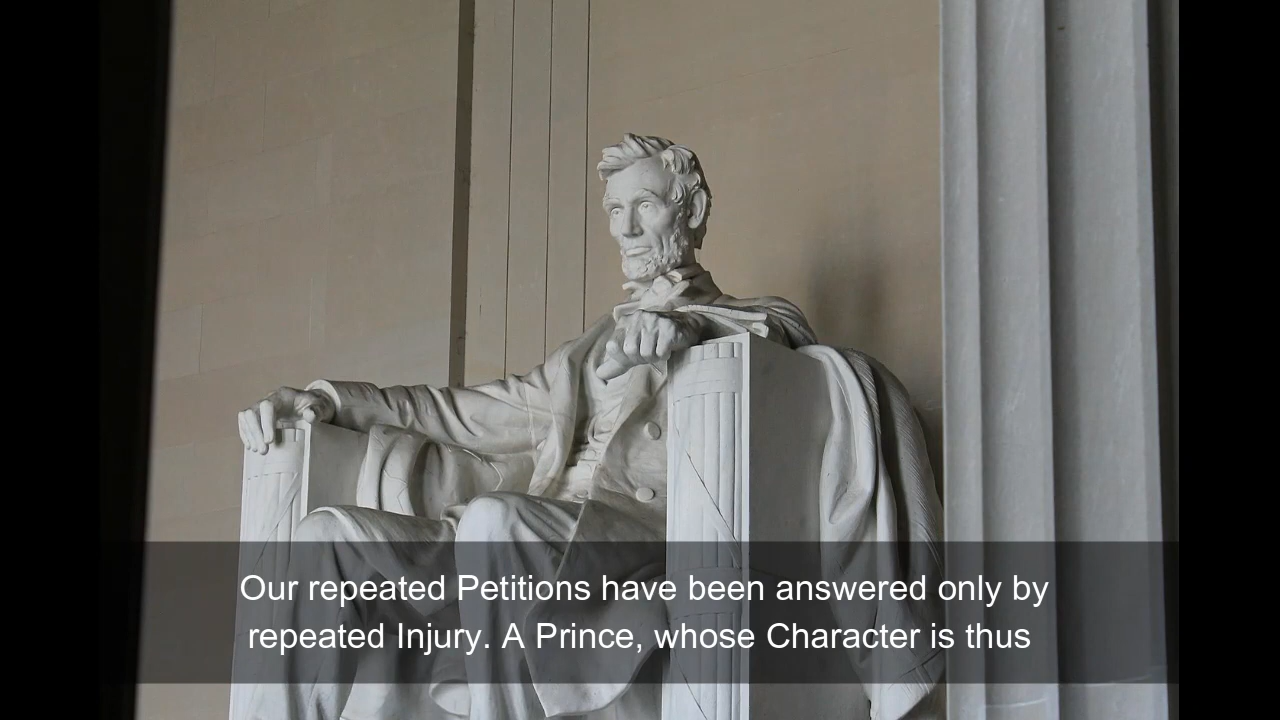 Our repeated Petitions have been answered only by
repeated Injury. A Prince, whose Character is thus